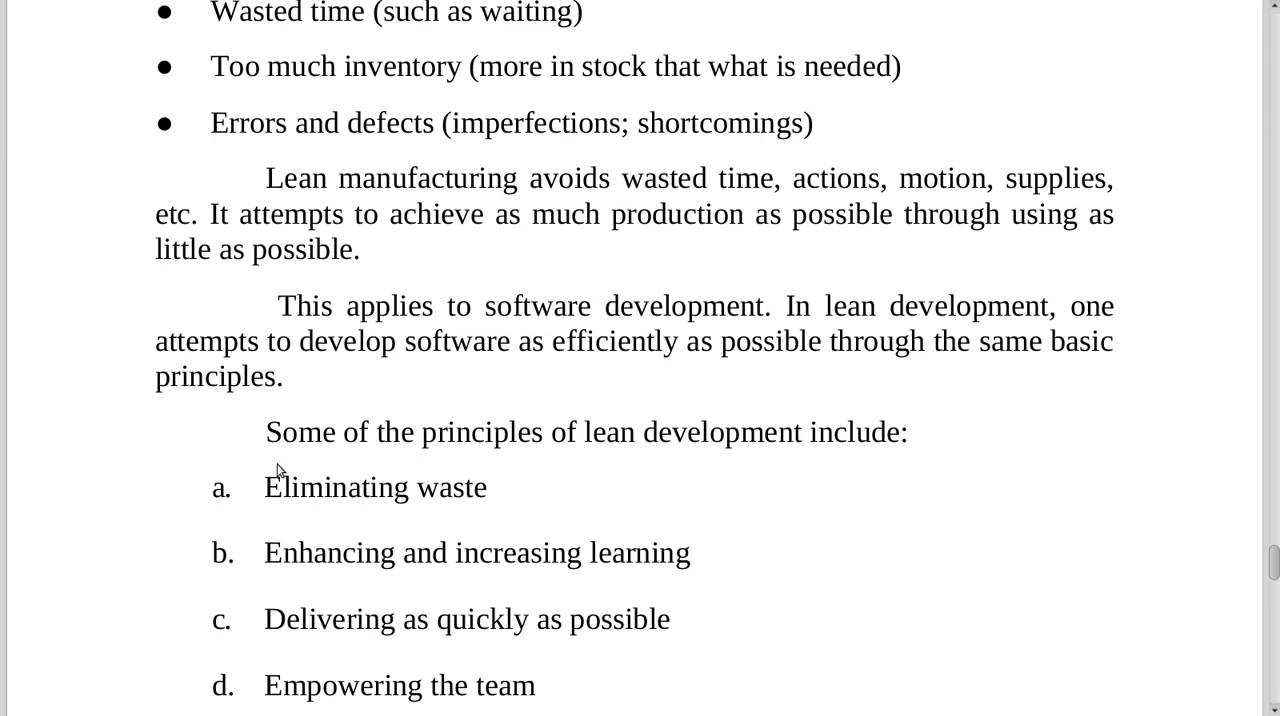 ● Wasted time (such as waiting)
● Too much inventory (more in stock that what is needed)
● Errors and defects (imperfections; shortcomings)
Lean manufacturing avoids wasted time, actions, motion, supplies,
etc. It attempts to achieve as much production as possible through using as
little as possible.
This applies to software development. In lean development, one
attempts to develop software as efficiently as possible through the same basic
principles.
Some of the principles of lean development include:
a. Eliminating waste
b. Enhancing and increasing learning
c. Delivering as quickly as possible
d. Empowering the team